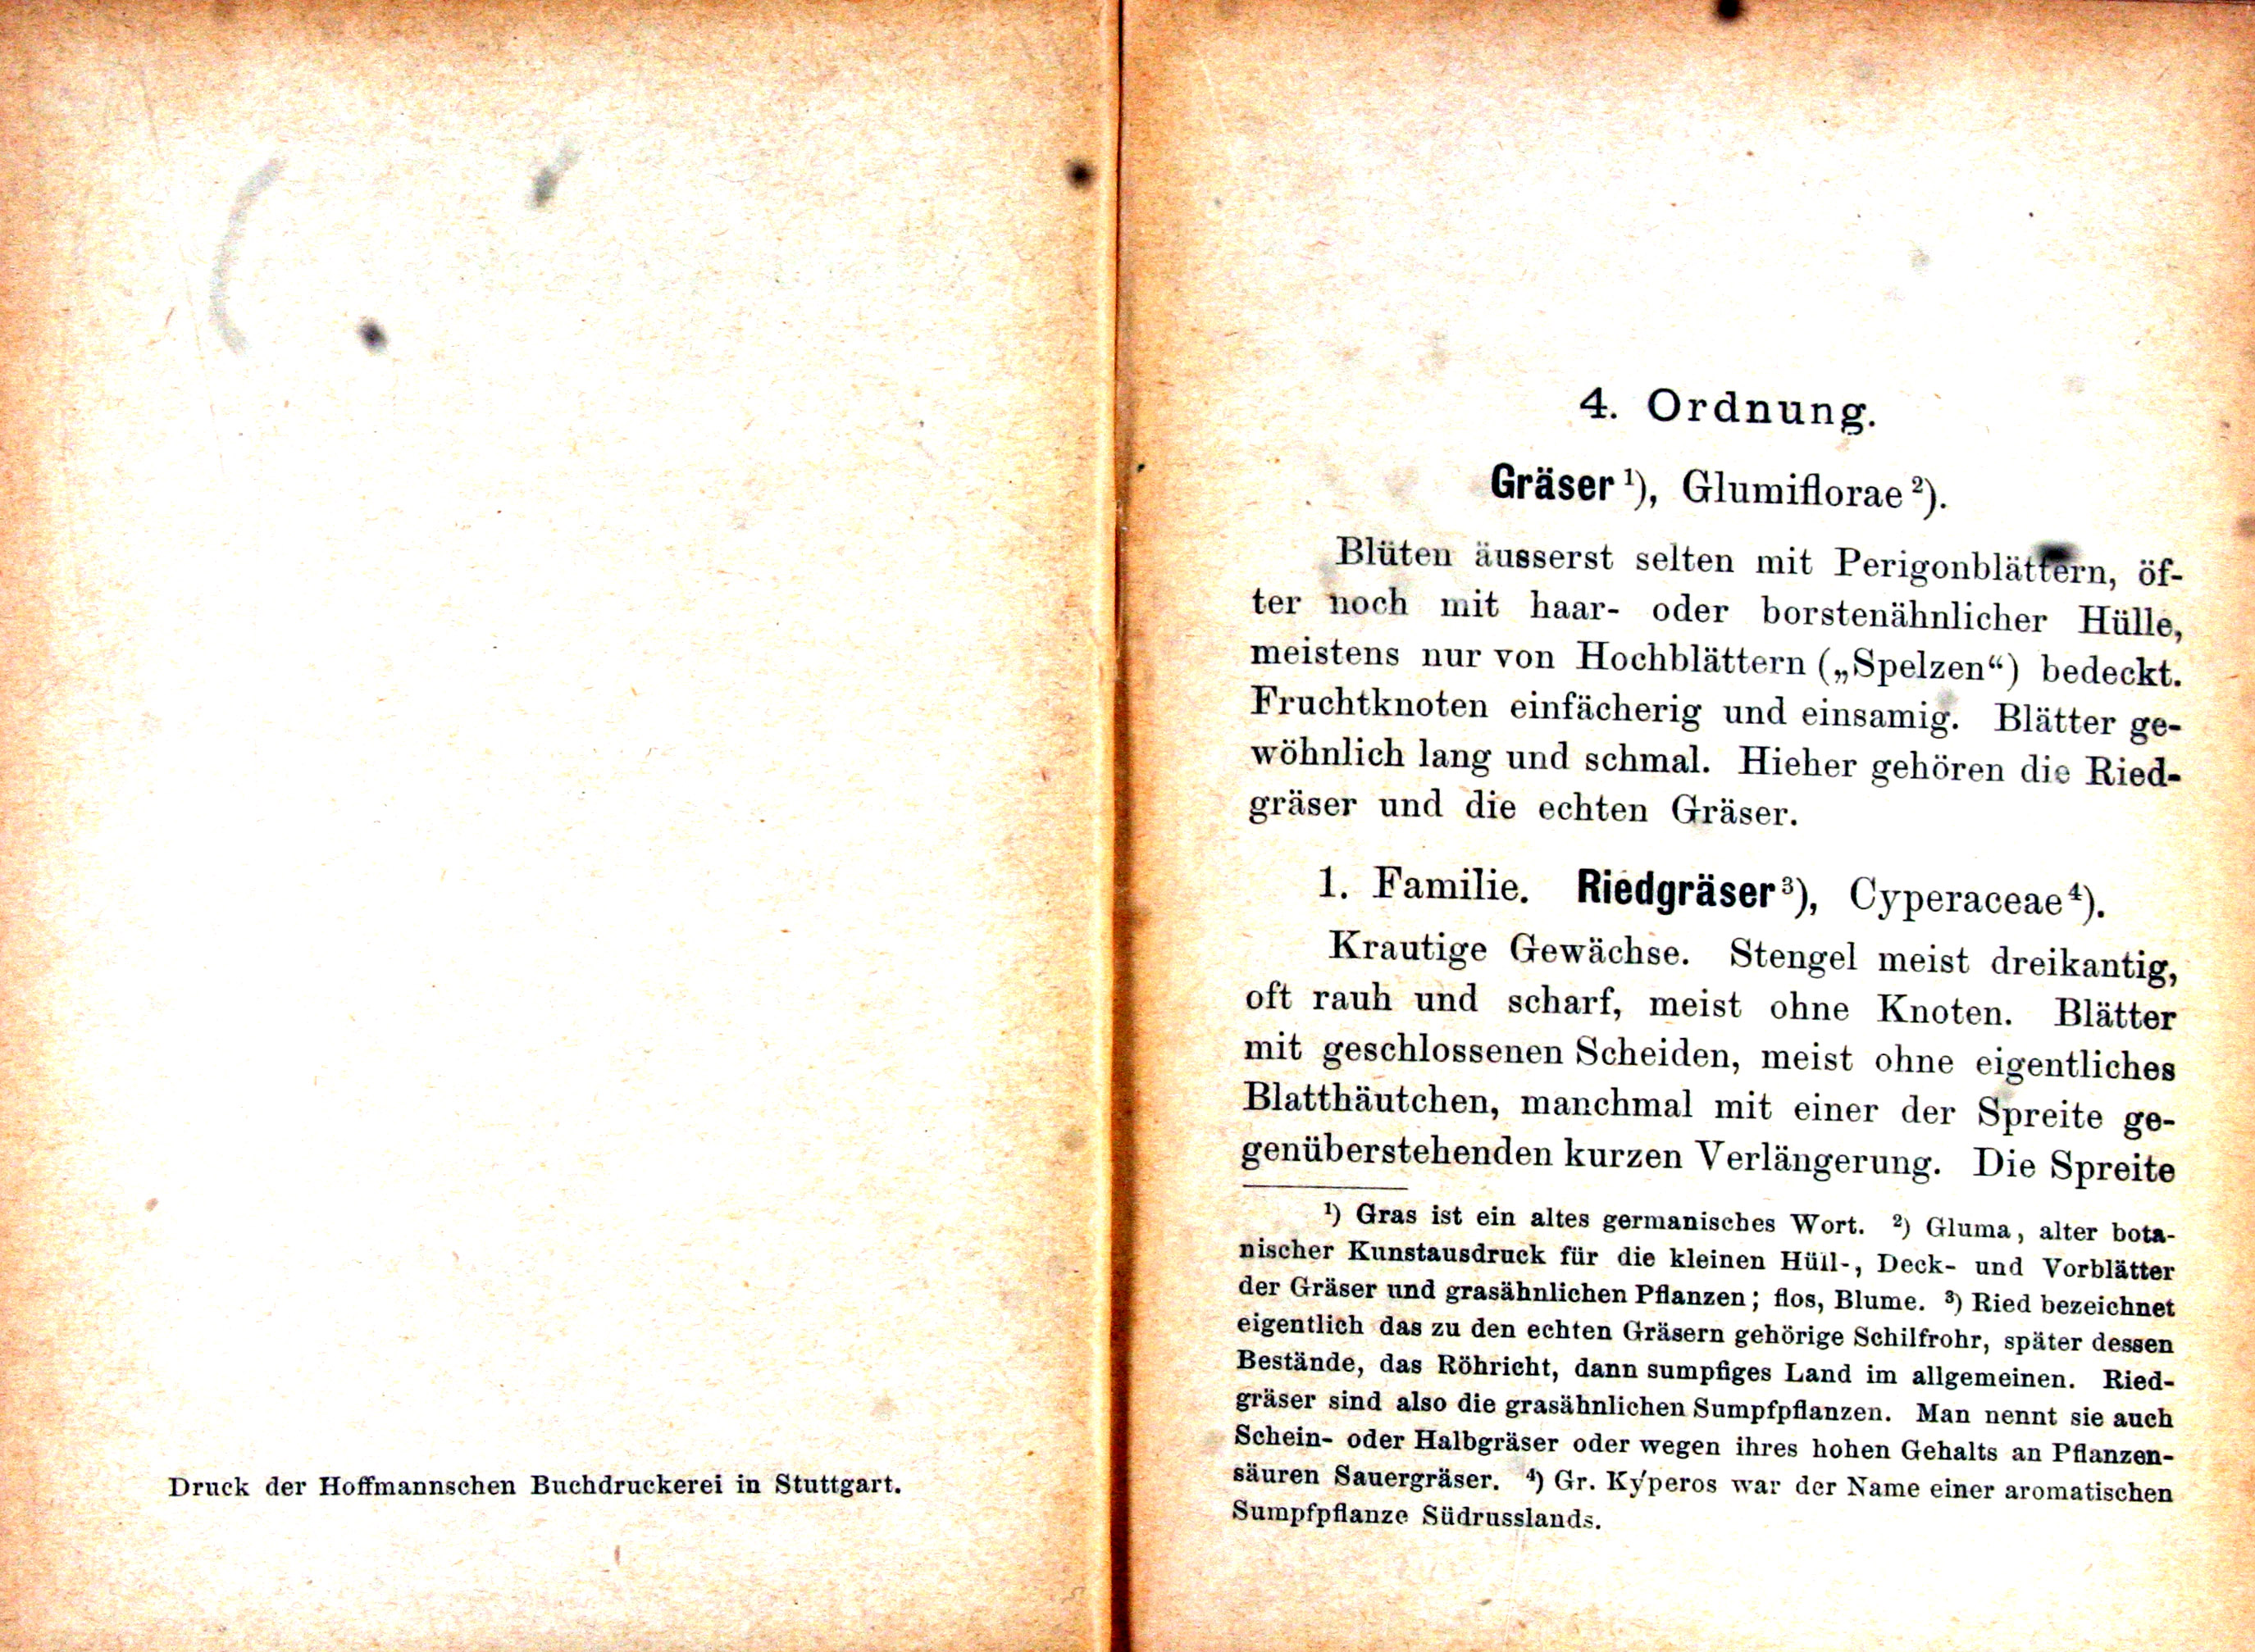 Druck der Hoffmannschen Buchdruckerei in Stuttgart.
4. Ordnung.
Gräser ¹), Glumiflorae ²).
Blüten äusserst selten mit Perigonblättern, öf-
ter noch mit haar- oder borstenähnlicher Hülle,
meistens nur von Hochblättern („Spelzen“) bedeckt.
Fruchtknoten einfächerig und einsamig. Blätter ge-
wöhnlich lang und schmal. Hieher gehören die Ried-
gräser und die echten Gräser.
1. Familie. Riedgräser ³), Cyperaceae ⁴).
Krautige Gewächse. Stengel meist dreikantig,
oft rauh und scharf, meist ohne Knoten. Blätter
mit geschlossenen Scheiden, meist ohne eigentliches
Blatthäutchen, manchmal mit einer der Spreite ge-
genüberstehenden kurzen Verlängerung. Die Spreite
¹) Gras ist ein altes germanisches Wort. ²) Gluma, alter bota-
nischer Kunstausdruck für die kleinen Hüll-, Deck- und Vorblätter
der Gräser und grasähnlichen Pflanzen; flos, Blume. ³) Ried bezeichnet
eigentlich das zu den echten Gräsern gehörige Schilfrohr, später dessen
Bestände, das Röhricht, dann sumpfiges Land im allgemeinen. Ried-
gräser sind also die grasähnlichen Sumpfpflanzen. Man nennt sie auch
Schein- oder Halbgräser oder wegen ihres hohen Gehalts an Pflanzen-
säuren Sauergräser. ⁴) Gr. Kýperos war der Name einer aromatischen
Sumpfpflanze Südrusslands.